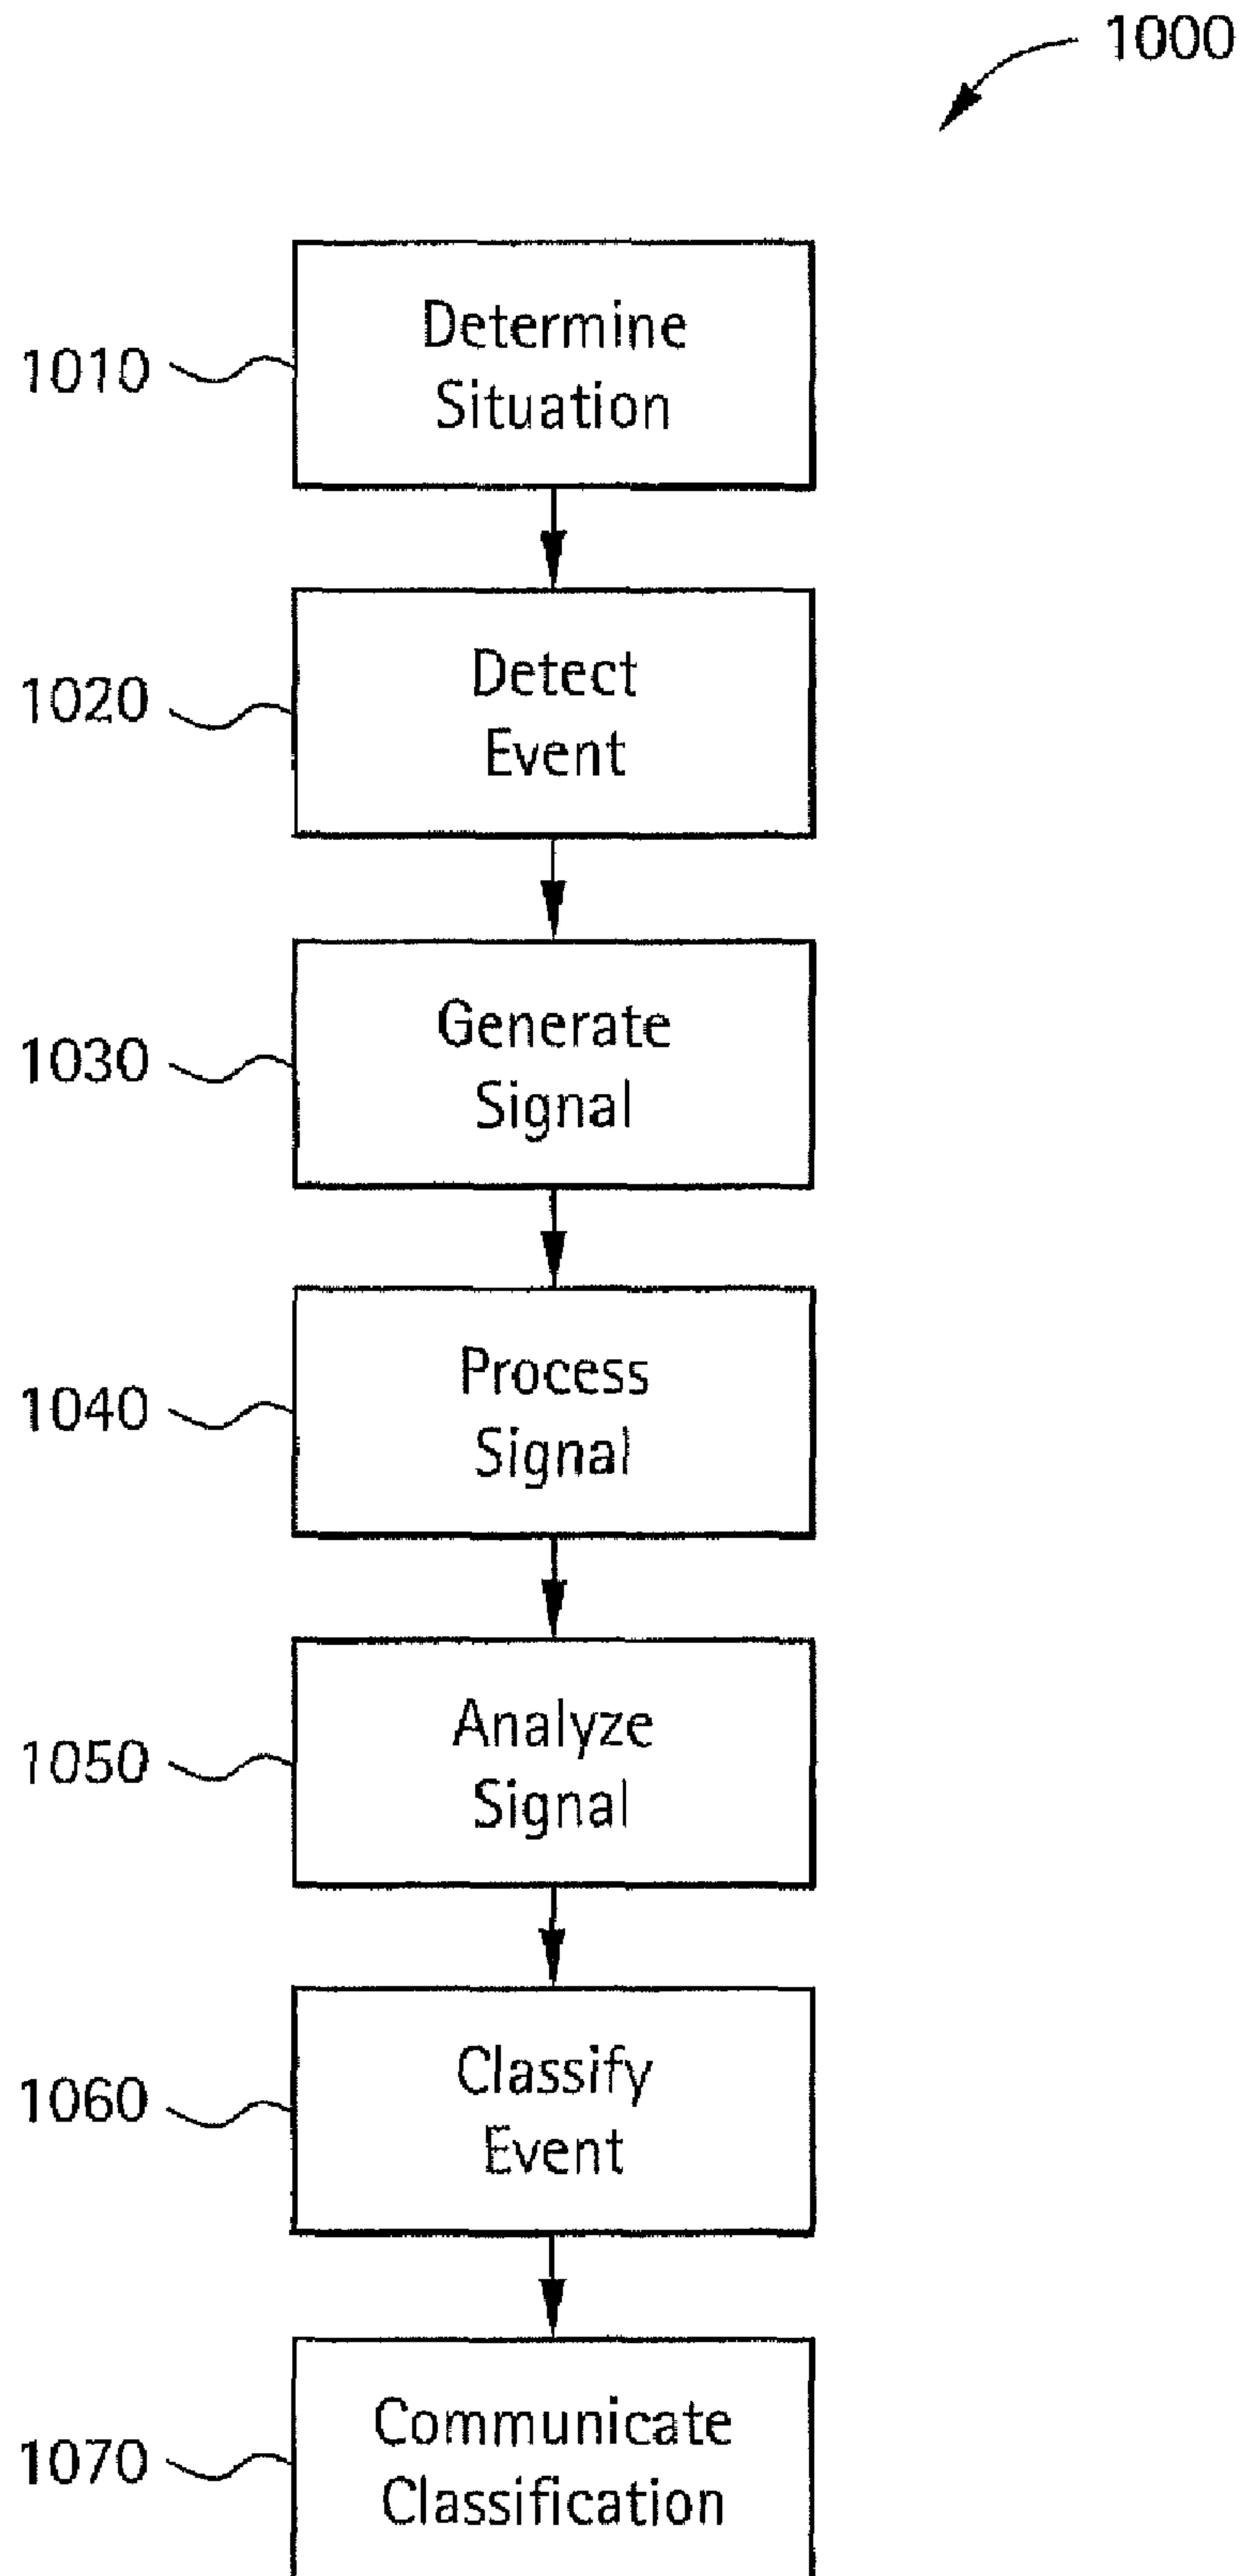 1000
Determine
Situation
1010
Detect
Event
1020
Generate
Signal
1030
Process
Signal
1040
Analyze
Signal
1050
Classify
Event
1060
Communicate
Classification
1070